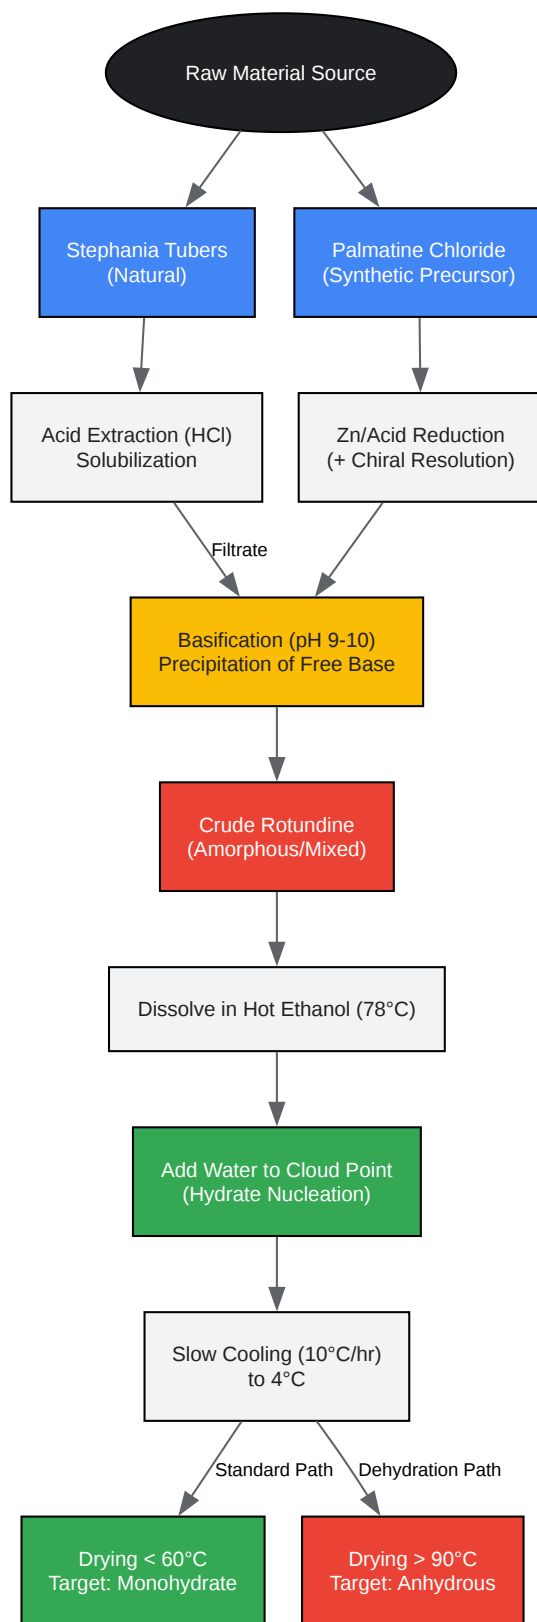 Raw Material Source
Stephania Tubers
(Natural)
Palmatine Chloride
(Synthetic Precursor)
Acid Extraction (HCl)
Solubilization
Zn/Acid Reduction
(+ Chiral Resolution)
Filtrate
Basification (pH 9-10)
Precipitation of Free Base
Crude Rotundine
(Amorphous/Mixed)
Dissolve in Hot Ethanol (78°C)
Add Water to Cloud Point
(Hydrate Nucleation)
Slow Cooling (10°C/hr)
to 4°C
Standard Path
Dehydration Path
Drying < 60°C
Target: Monohydrate
Drying > 90°C
Target: Anhydrous